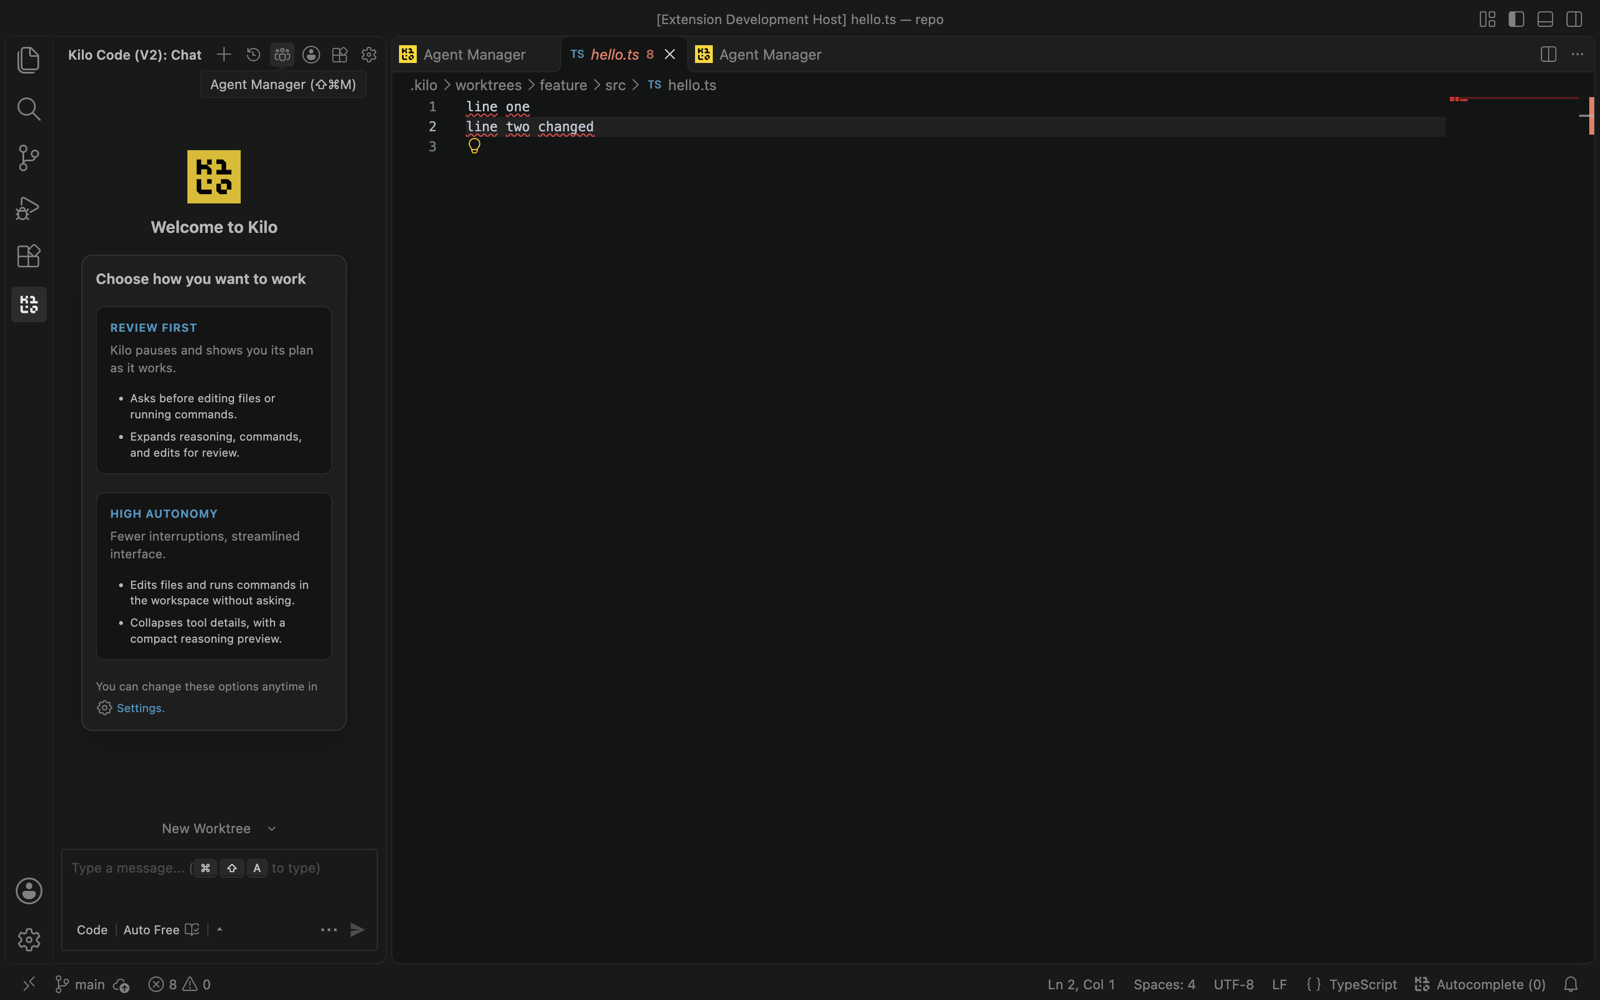 [Extension Development Host] hello.ts — repo
Kilo Code (V2): Chat
Agent Manager (⇧⌘M)
Welcome to Kilo
Choose how you want to work
REVIEW FIRST
Kilo pauses and shows you its plan
as it works.
• Asks before editing files or
running commands.
• Expands reasoning, commands,
and edits for review.
HIGH AUTONOMY
Fewer interruptions, streamlined
interface.
• Edits files and runs commands in
the workspace without asking.
• Collapses tool details, with a
compact reasoning preview.
You can change these options anytime in
Settings.
New Worktree
Type a message... (⌘ ⇧ A to type)
Code | Auto Free
Agent Manager
TS hello.ts 8
Agent Manager
.kilo > worktrees > feature > src > TS hello.ts
1 line one
2 line two changed
3
main 8 0
Ln 2, Col 1 Spaces: 4 UTF-8 LF { } TypeScript Autocomplete (0)